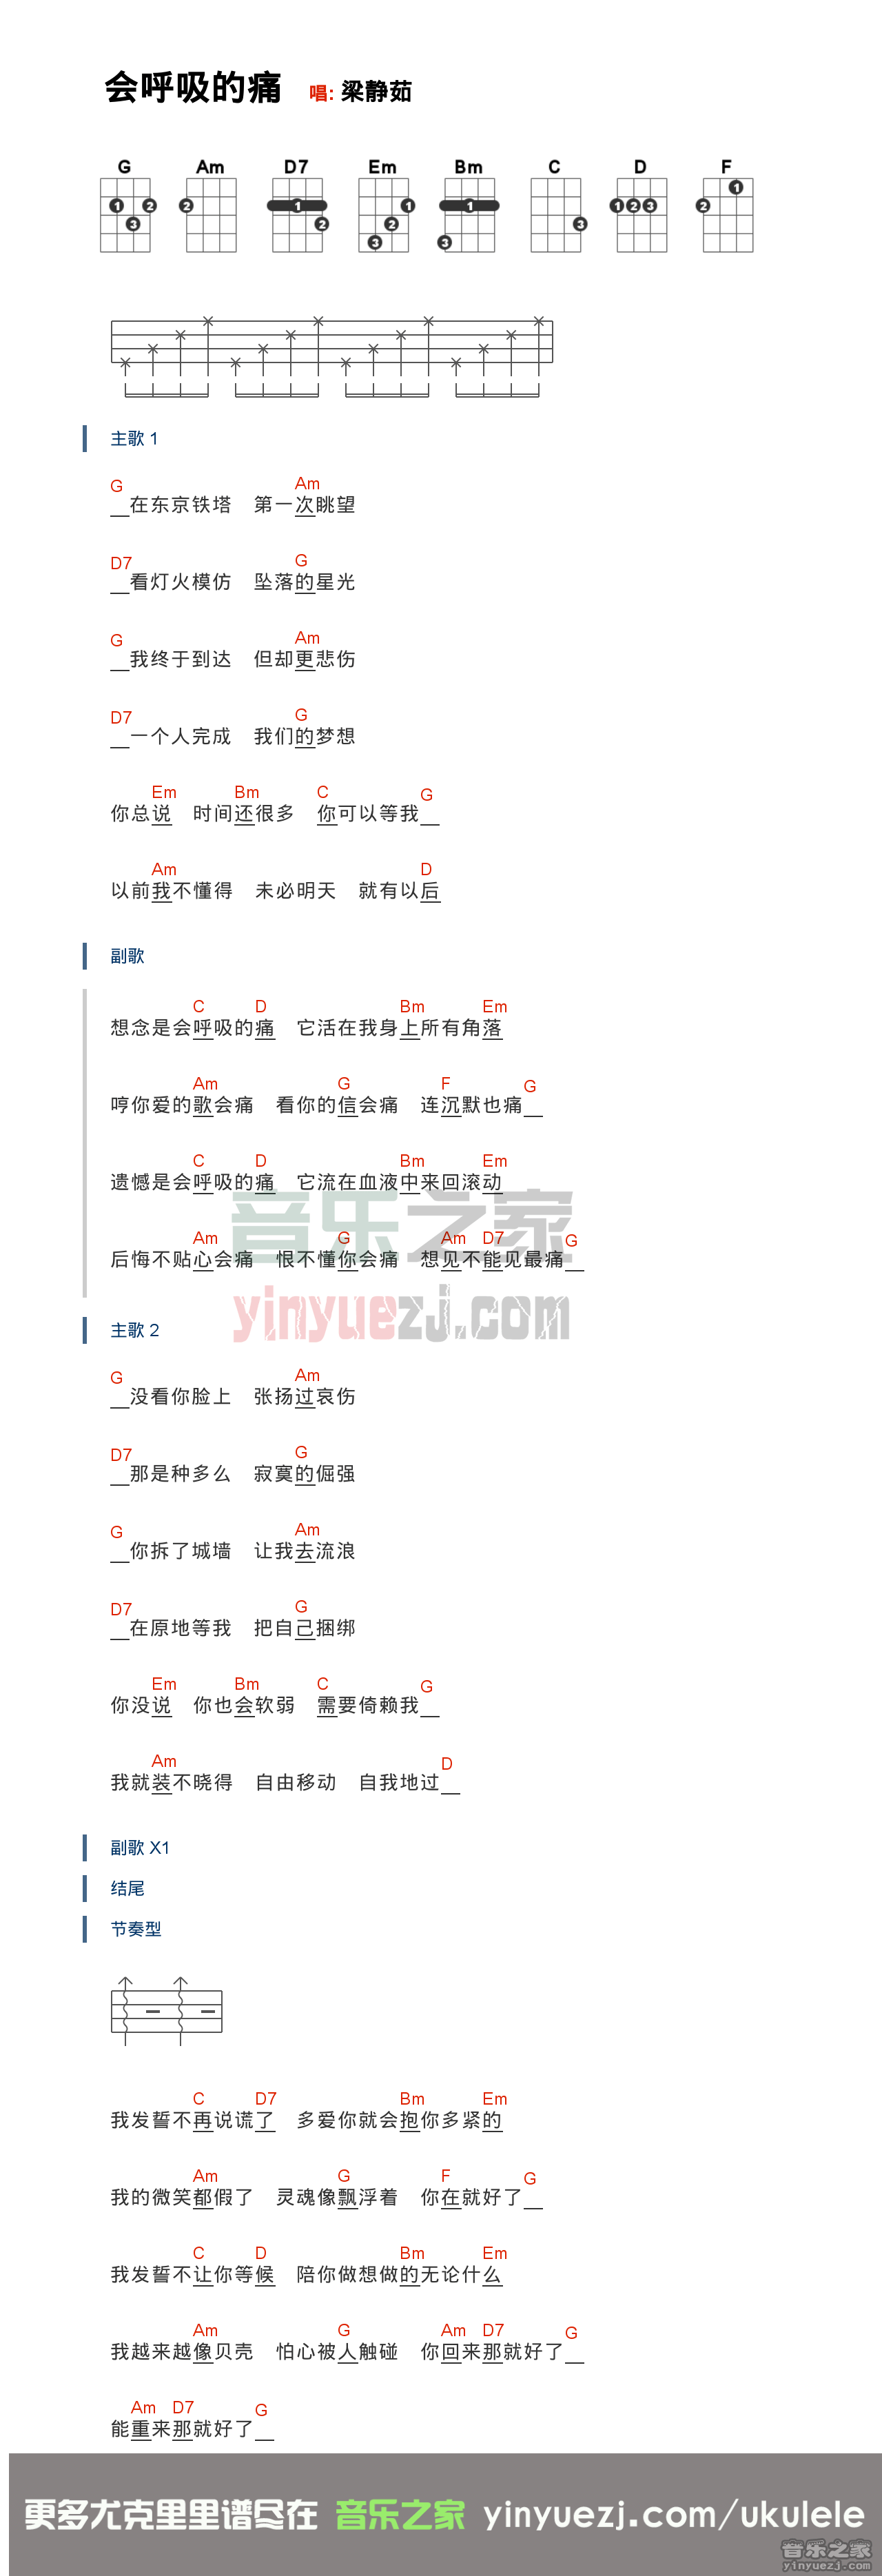 会呼吸的痛 唱: 梁静茹
G Am D7 Em Bm C D F
1 2 3 2 1 2 1 2 3 1 3 3 1 2 3 1 2
主歌 1
G Am
__在东京铁塔 第一次眺望
D7 G
__看灯火模仿 坠落的星光
G Am
__我终于到达 但却更悲伤
D7 G
__一个人完成 我们的梦想
Em Bm C G
你总说 时间还很多 你可以等我__
Am D
以前我不懂得 未必明天 就有以后
副歌
C D Bm Em
想念是会呼吸的痛 它活在我身上所有角落
Am G F G
哼你爱的歌会痛 看你的信会痛 连沉默也痛__
C D Bm Em
遗憾是会呼吸的痛 它流在血液中来回滚动
Am G Am D7 G
后悔不贴心会痛 恨不懂你会痛 想见不能见最痛__
音乐之家
yinyuezj.com
主歌 2
G Am
__没看你脸上 张扬过哀伤
D7 G
__那是种多么 寂寞的倔强
G Am
__你拆了城墙 让我去流浪
D7 G
__在原地等我 把自己捆绑
Em Bm C G
你没说 你也会软弱 需要倚赖我__
Am D
我就装不晓得 自由移动 自我地过__
副歌 X1
结尾
节奏型
C D7 Bm Em
我发誓不再说谎了 多爱你就会抱你多紧的
Am G F G
我的微笑都假了 灵魂像飘浮着 你在就好了__
C D Bm Em
我发誓不让你等候 陪你做想做的无论什么
Am G Am D7 G
我越来越像贝壳 怕心被人触碰 你回来那就好了__
Am D7 G
能重来那就好了__
更多尤克里里谱尽在 音乐之家 yinyuezj.com/ukulele
音乐之家
yinyuezj.com